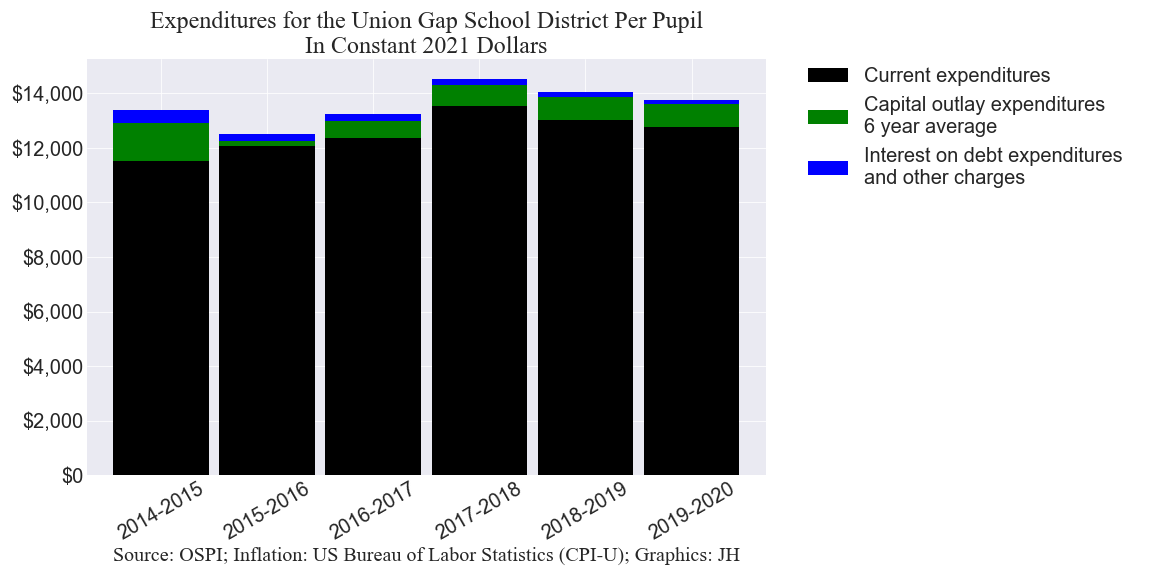 Expenditures for the Union Gap School District Per Pupil
In Constant 2021 Dollars
$14,000
$12,000
$10,000
$8,000
$6,000
$4,000
$2,000
$0
2014-2015
2015-2016
2016-2017
2017-2018
2018-2019
2019-2020
Current expenditures
Capital outlay expenditures
6 year average
Interest on debt expenditures
and other charges
Source: OSPI; Inflation: US Bureau of Labor Statistics (CPI-U); Graphics: JH